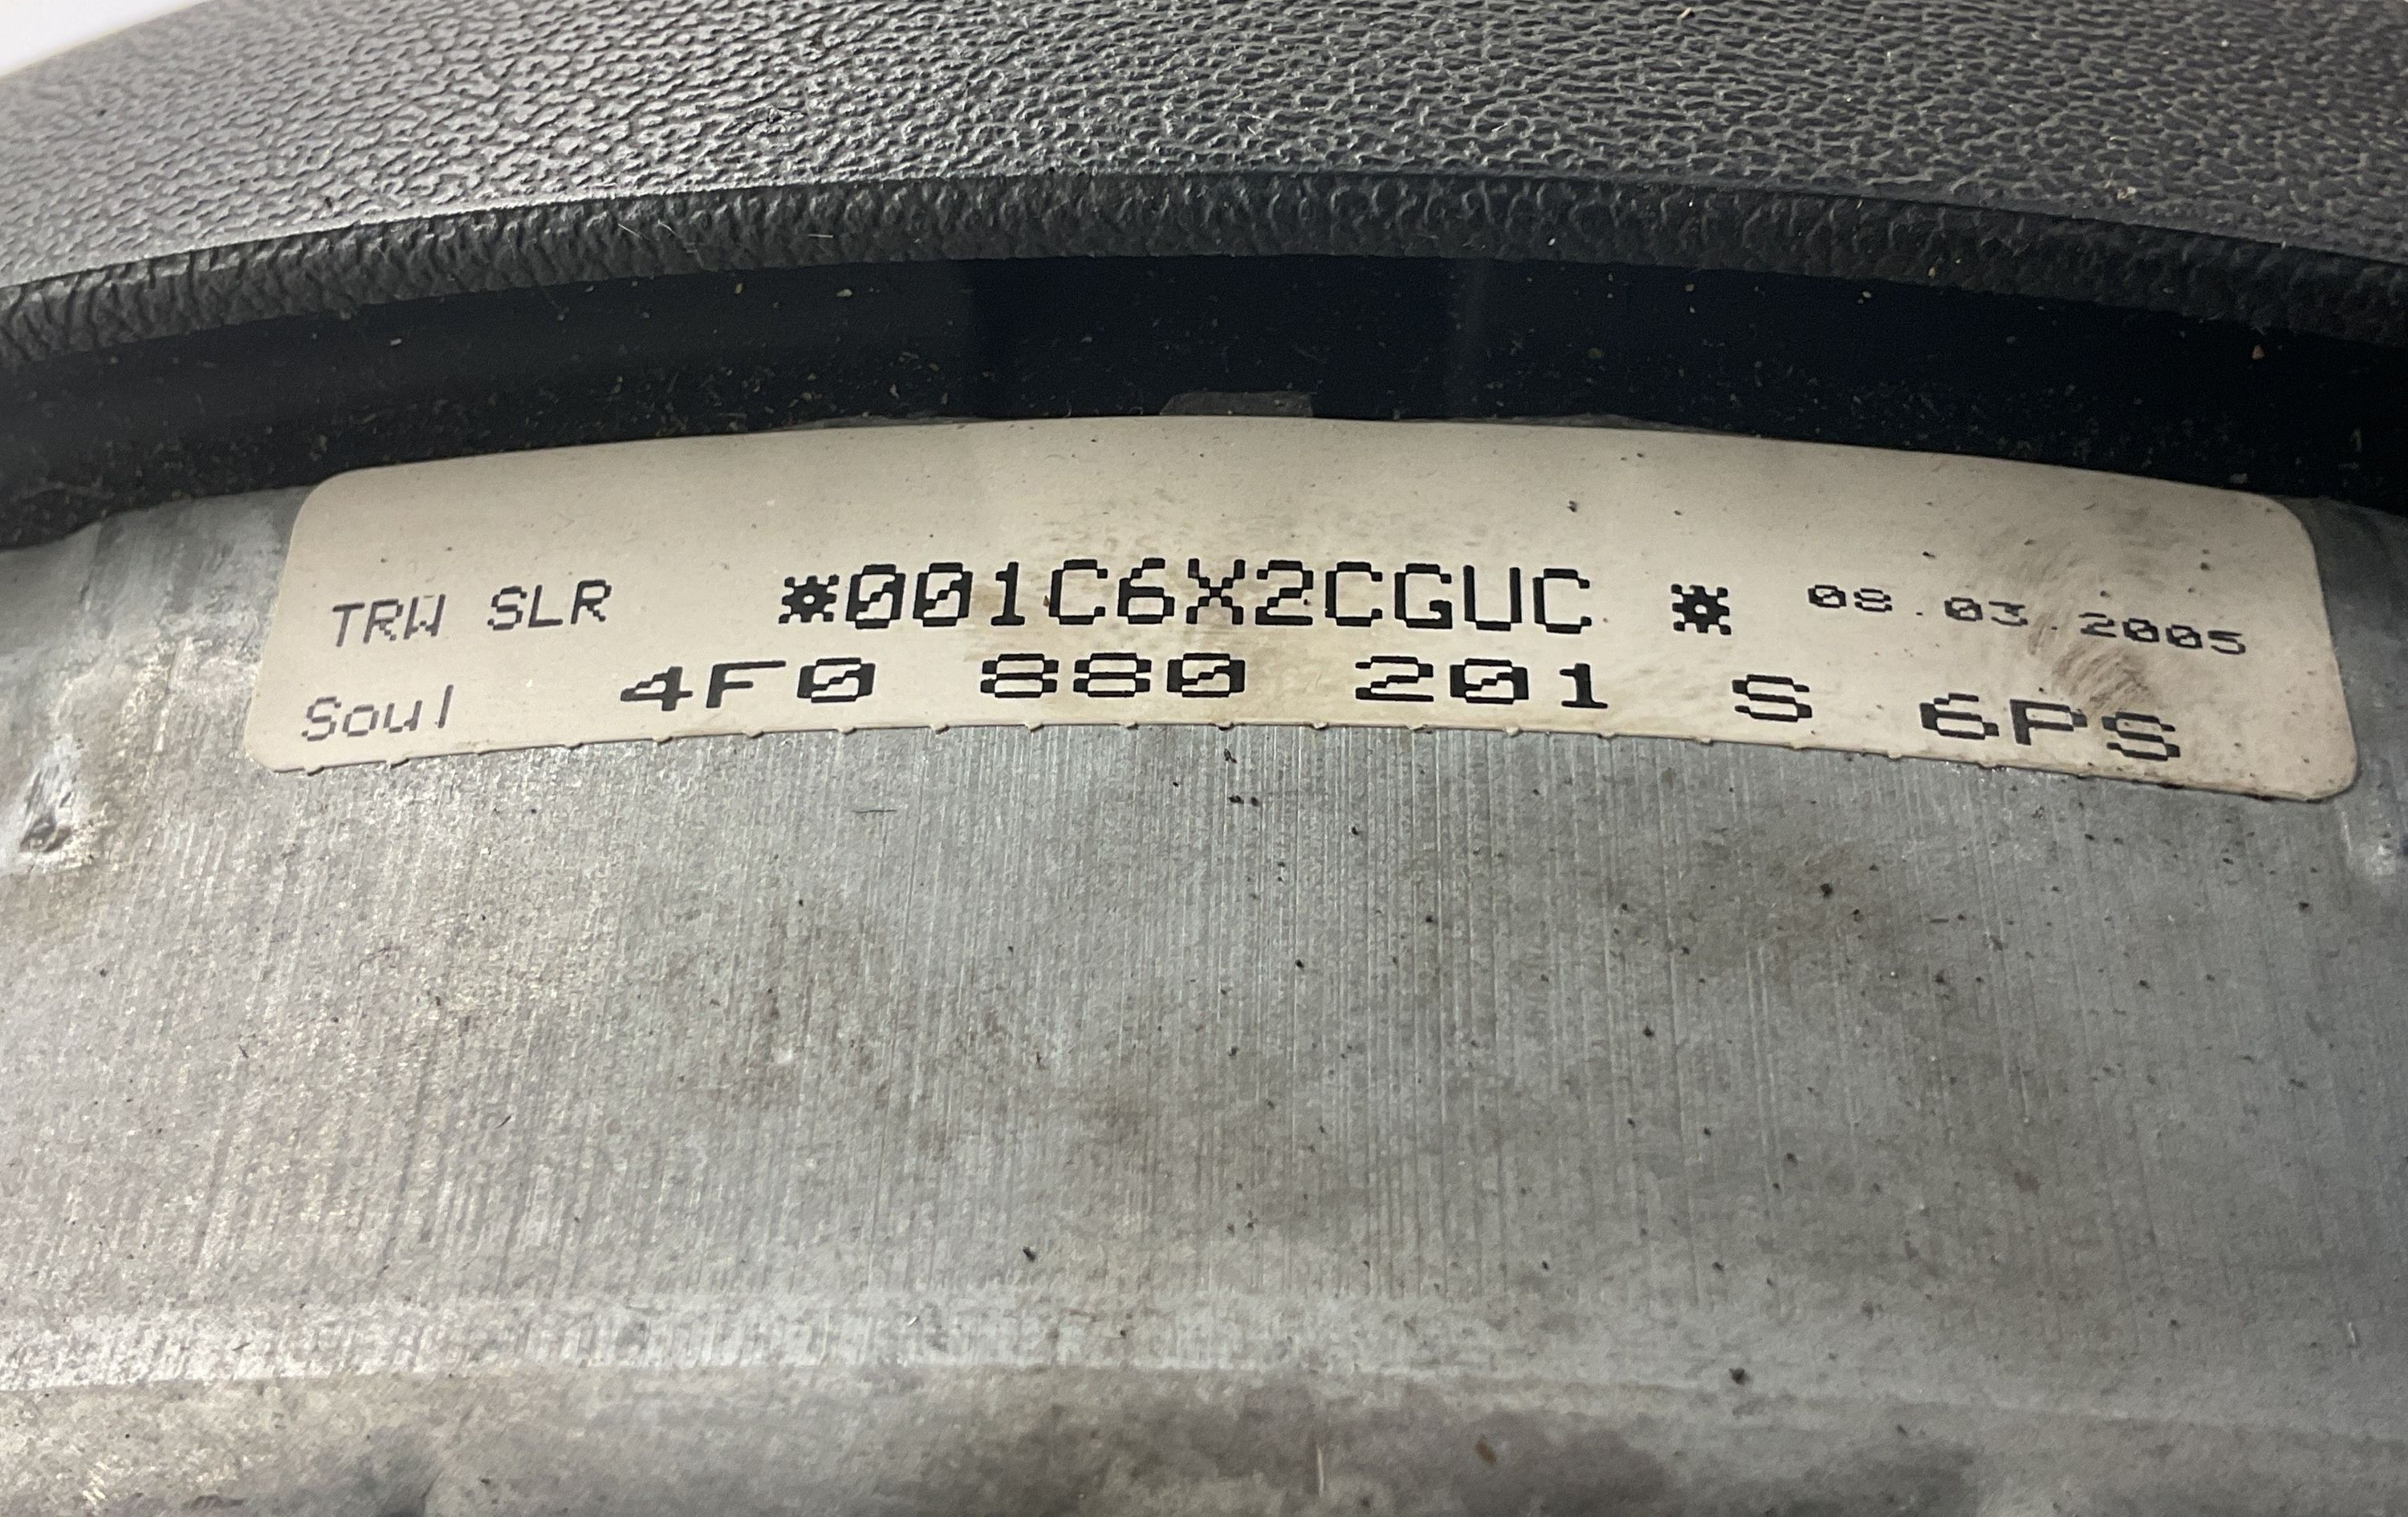 TRW SLR *001C6X2CGUC * 08.03.2005
Soul 4F0 880 201 S 6PS